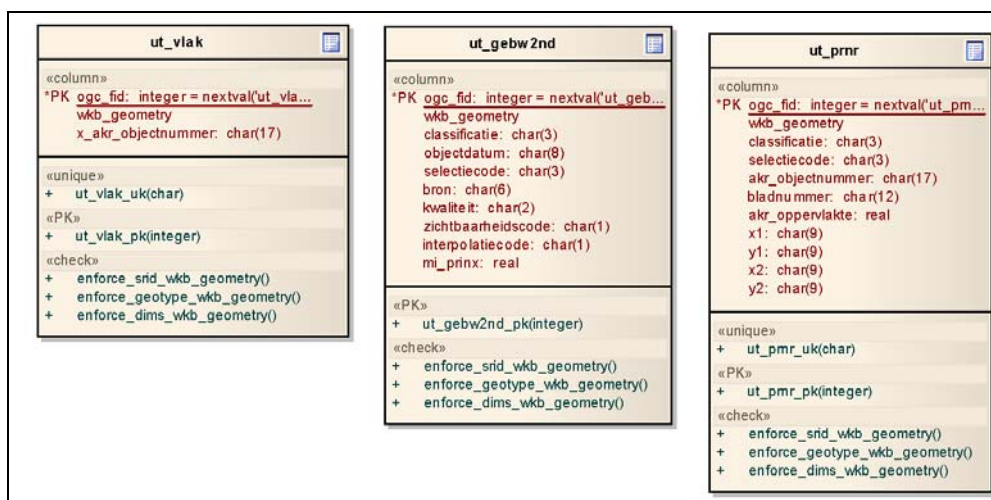 ut_vlak
«column»
*PK ogc_fid: integer = nextval('ut_vla...
wkb_geometry
x_akr_objectnummer: char(17)
«unique»
+ ut_vlak_uk(char)
«PK»
+ ut_vlak_pk(integer)
«check»
+ enforce_srid_wkb_geometry()
+ enforce_geotype_wkb_geometry()
+ enforce_dims_wkb_geometry()
ut_gebw2nd
«column»
*PK ogc_fid: integer = nextval('ut_geb...
wkb_geometry
classificatie: char(3)
objectdatum: char(8)
selectiecode: char(3)
bron: char(6)
kwaliteit: char(2)
zichtbaarheidscode: char(1)
interpolatiecode: char(1)
mi_prinx: real
«PK»
+ ut_gebw2nd_pk(integer)
«check»
+ enforce_srid_wkb_geometry()
+ enforce_geotype_wkb_geometry()
+ enforce_dims_wkb_geometry()
ut_prnr
«column»
*PK ogc_fid: integer = nextval('ut_prn...
wkb_geometry
classificatie: char(3)
selectiecode: char(3)
akr_objectnummer: char(17)
bladnummer: char(12)
akr_oppervlakte: real
x1: char(9)
y1: char(9)
x2: char(9)
y2: char(9)
«unique»
+ ut_prnr_uk(char)
«PK»
+ ut_prnr_pk(integer)
«check»
+ enforce_srid_wkb_geometry()
+ enforce_geotype_wkb_geometry()
+ enforce_dims_wkb_geometry()